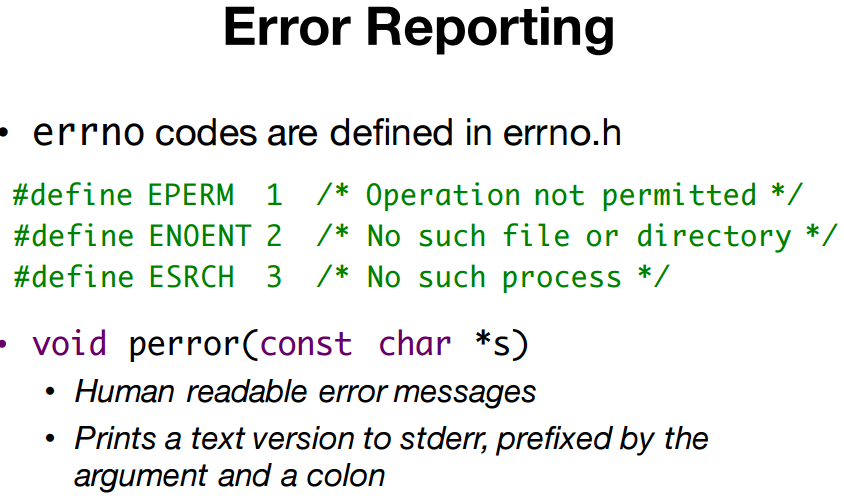 Error Reporting
• errno codes are defined in errno.h
#define EPERM 1 /* Operation not permitted */
#define ENOENT 2 /* No such file or directory */
#define ESRCH 3 /* No such process */
• void perror(const char *s)
• Human readable error messages
• Prints a text version to stderr, prefixed by the
argument and a colon